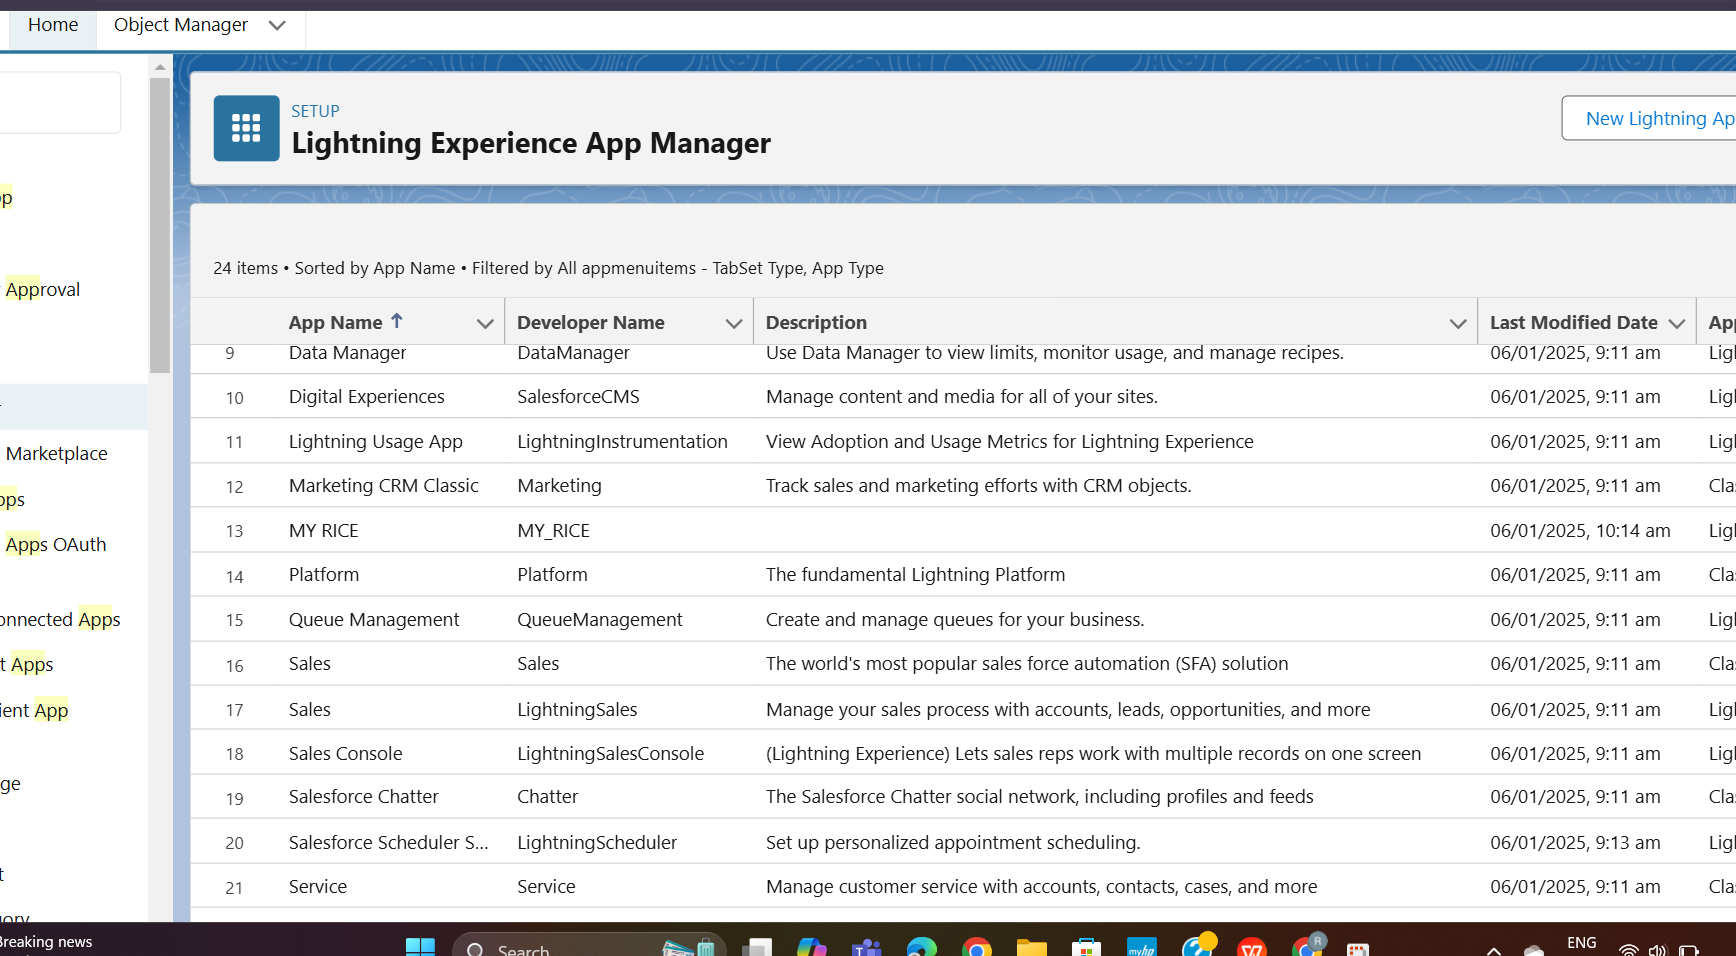 Home Object Manager
SETUP
Lightning Experience App Manager
New Lightning Ap
24 items • Sorted by App Name • Filtered by All appmenuitems - TabSet Type, App Type
App Name ↑ Developer Name Description Last Modified Date App
9 Data Manager DataManager Use Data Manager to view limits, monitor usage, and manage recipes. 06/01/2025, 9:11 am Lig
10 Digital Experiences SalesforceCMS Manage content and media for all of your sites. 06/01/2025, 9:11 am Lig
11 Lightning Usage App LightningInstrumentation View Adoption and Usage Metrics for Lightning Experience 06/01/2025, 9:11 am Lig
12 Marketing CRM Classic Marketing Track sales and marketing efforts with CRM objects. 06/01/2025, 9:11 am Cla
13 MY RICE MY_RICE 06/01/2025, 10:14 am Lig
14 Platform Platform The fundamental Lightning Platform 06/01/2025, 9:11 am Cla
15 Queue Management QueueManagement Create and manage queues for your business. 06/01/2025, 9:11 am Lig
16 Sales Sales The world's most popular sales force automation (SFA) solution 06/01/2025, 9:11 am Cla
17 Sales LightningSales Manage your sales process with accounts, leads, opportunities, and more 06/01/2025, 9:11 am Lig
18 Sales Console LightningSalesConsole (Lightning Experience) Lets sales reps work with multiple records on one screen 06/01/2025, 9:11 am Lig
19 Salesforce Chatter Chatter The Salesforce Chatter social network, including profiles and feeds 06/01/2025, 9:11 am Cla
20 Salesforce Scheduler S... LightningScheduler Set up personalized appointment scheduling. 06/01/2025, 9:13 am Lig
21 Service Service Manage customer service with accounts, contacts, cases, and more 06/01/2025, 9:11 am Cla
p
Approval
Marketplace
pps
Apps OAuth
onnected Apps
t Apps
ient App
ge
t
gory
Breaking news
Search
myhp
R
ENG